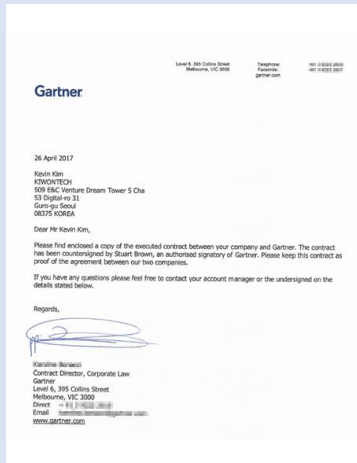 Level 6, 395 Collins Street
Melbourne, VIC 3000
Telephone:
Facsimile:
gartner.com
Gartner
26 April 2017
Kevin Kim
KIWONTECH
509 E&C Venture Dream Tower 5 Cha
53 Digital-ro 31
Guro-gu Seoul
08375 KOREA
Dear Mr Kevin Kim,
Please find enclosed a copy of the executed contract between your company and Gartner. The contract
has been countersigned by Stuart Brown, an authorised signatory of Gartner. Please keep this contract as
proof of the agreement between our two companies.
If you have any questions please feel free to contact your account manager or the undersigned on the
details stated below.
Regards,
Contract Director, Corporate Law
Gartner
Level 6, 395 Collins Street
Melbourne, VIC 3000
Direct
Email
www.gartner.com